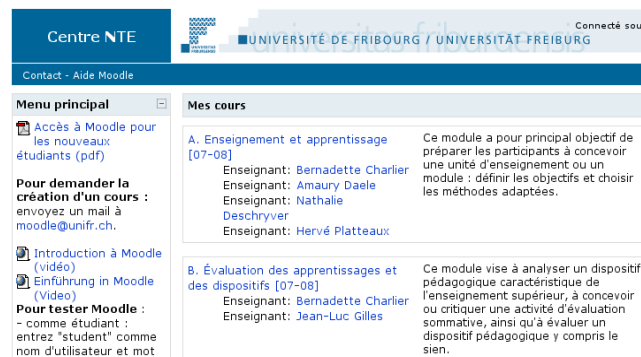 Centre NTE
Connecté sou
universitas friburgensis
UNIVERSITÉ DE FRIBOURG / UNIVERSITÄT FREIBURG
Contact - Aide Moodle
Menu principal
Accès à Moodle pour
les nouveaux
étudiants (pdf)
Pour demander la
création d'un cours :
envoyez un mail à
moodle@unifr.ch.
Introduction à Moodle
(vidéo)
Einführung in Moodle
(Video)
Pour tester Moodle :
- comme étudiant :
entrez "student" comme
nom d'utilisateur et mot
Mes cours
A. Enseignement et apprentissage
[07-08]
Enseignant: Bernadette Charlier
Enseignant: Amaury Daele
Enseignant: Nathalie
Deschryver
Enseignant: Hervé Platteaux
Ce module a pour principal objectif de
préparer les participants à concevoir
une unité d'enseignement ou un
module : définir les objectifs et choisir
les méthodes adaptées.
B. Évaluation des apprentissages et
des dispositifs [07-08]
Enseignant: Bernadette Charlier
Enseignant: Jean-Luc Gilles
Ce module vise à analyser un dispositif
pédagogique caractéristique de
l'enseignement supérieur, à concevoir
ou critiquer une activité d'évaluation
sommative, ainsi qu'à évaluer un
dispositif pédagogique y compris le
sien.